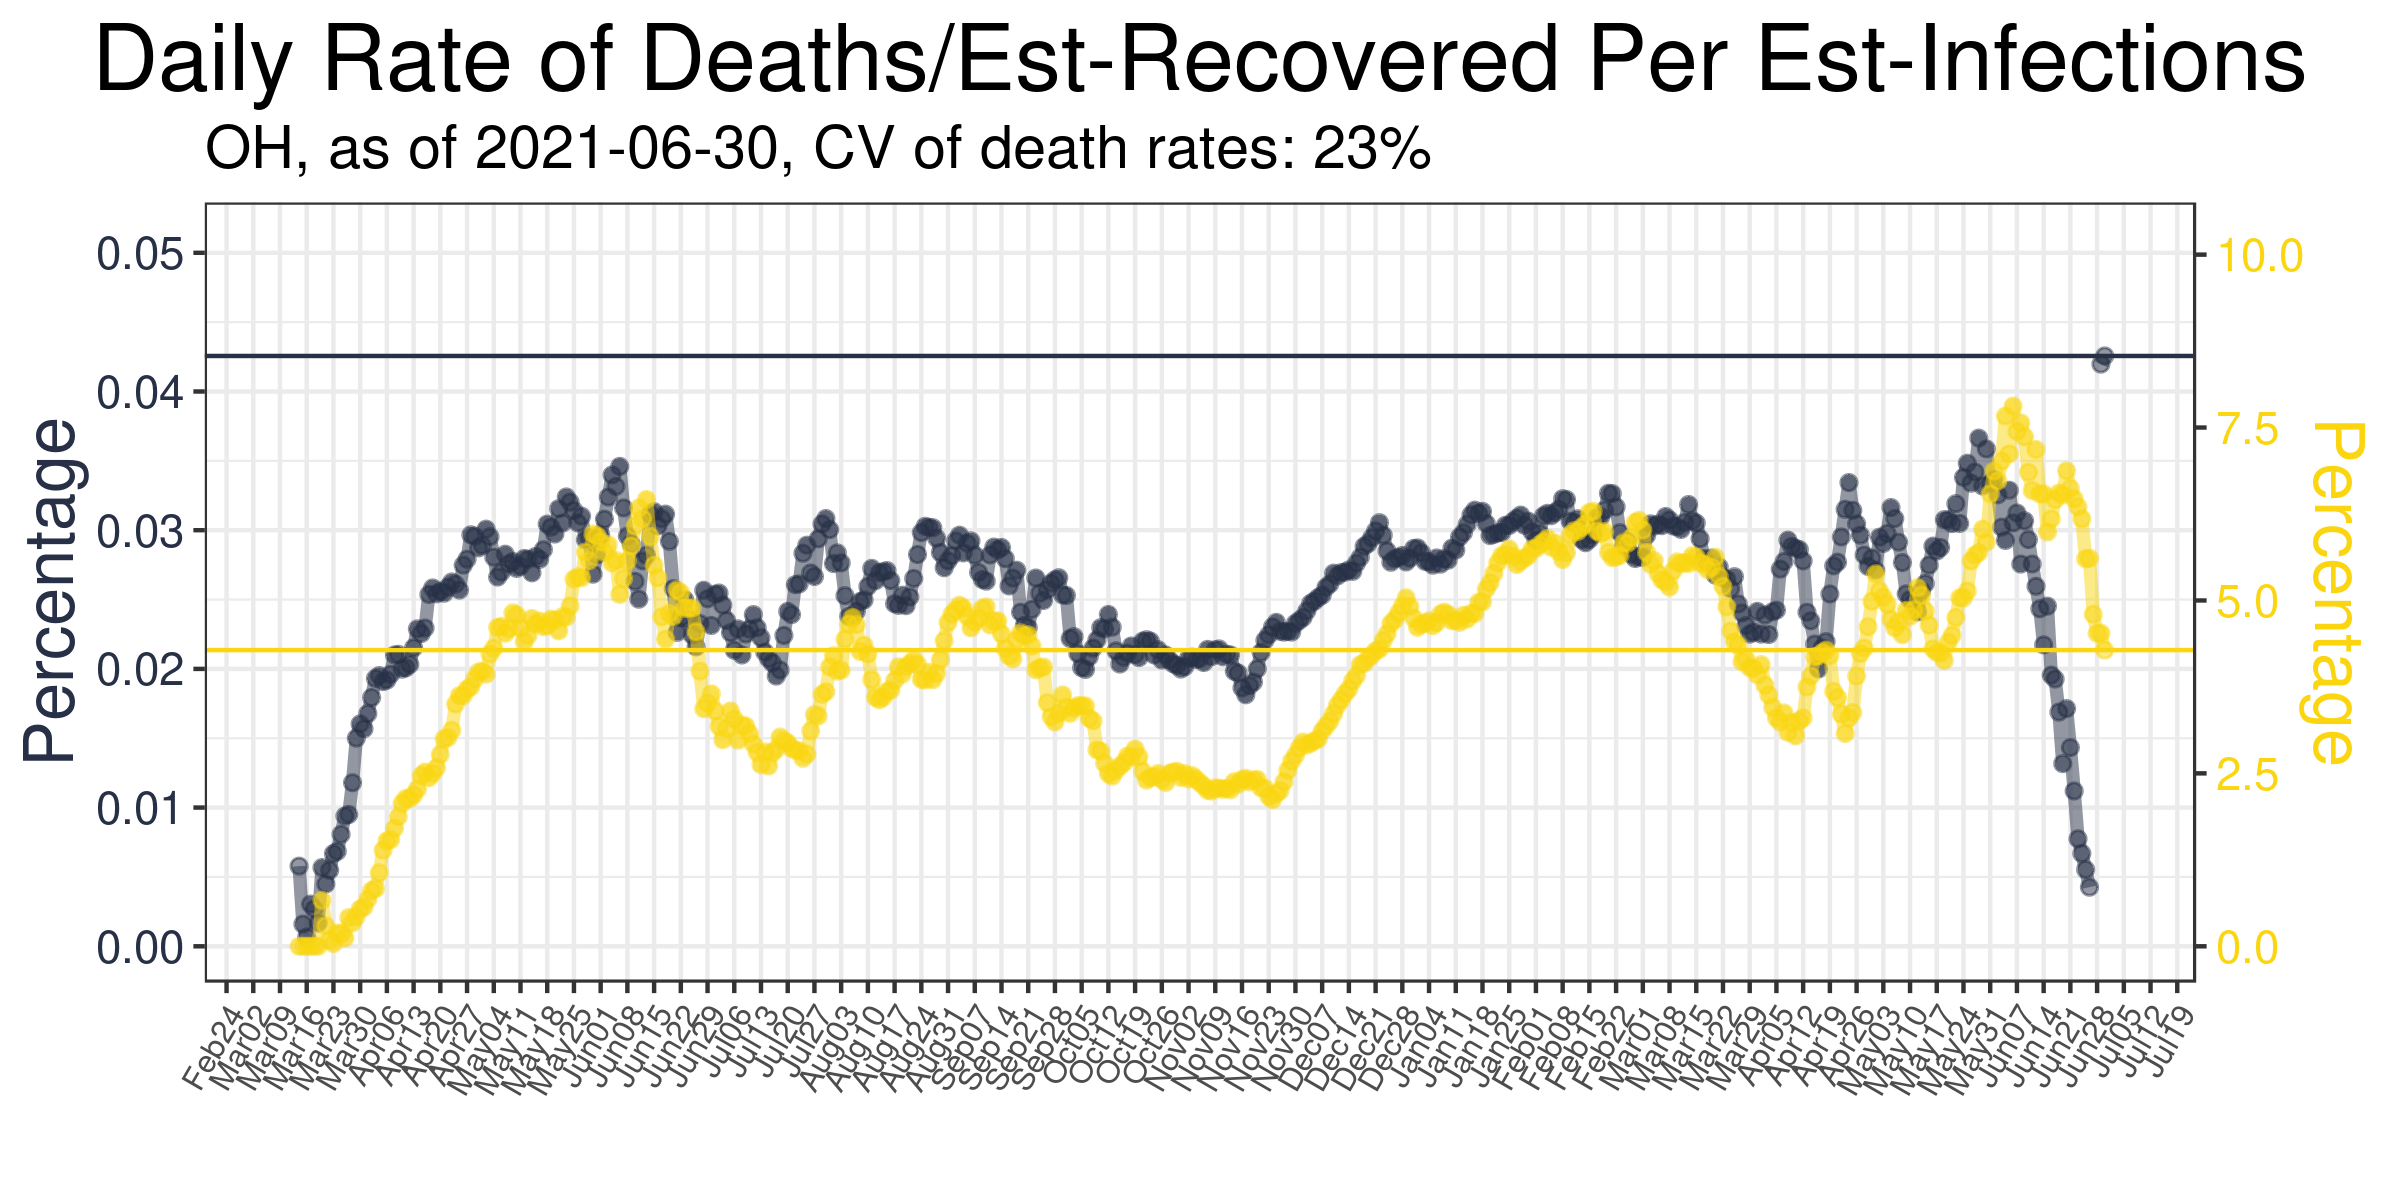 Daily Rate of Deaths/Est-Recovered Per Est-Infections
OH, as of 2021-06-30, CV of death rates: 23%
Percentage
0.05
0.04
0.03
0.02
0.01
0.00
10.0
7.5
5.0
2.5
0.0
Percentage
Feb24
Mar02
Mar09
Mar16
Mar23
Mar30
Apr06
Apr13
Apr20
Apr27
May04
May11
May18
May25
Jun01
Jun08
Jun15
Jun22
Jun29
Jul06
Jul13
Jul20
Jul27
Aug03
Aug10
Aug17
Aug24
Aug31
Sep07
Sep14
Sep21
Sep28
Oct05
Oct12
Oct19
Oct26
Nov02
Nov09
Nov16
Nov23
Nov30
Dec07
Dec14
Dec21
Dec28
Jan04
Jan11
Jan18
Jan25
Feb01
Feb08
Feb15
Feb22
Mar01
Mar08
Mar15
Mar22
Mar29
Apr05
Apr12
Apr19
Apr26
May03
May10
May17
May24
May31
Jun07
Jun14
Jun21
Jun28
Jul05
Jul12
Jul19